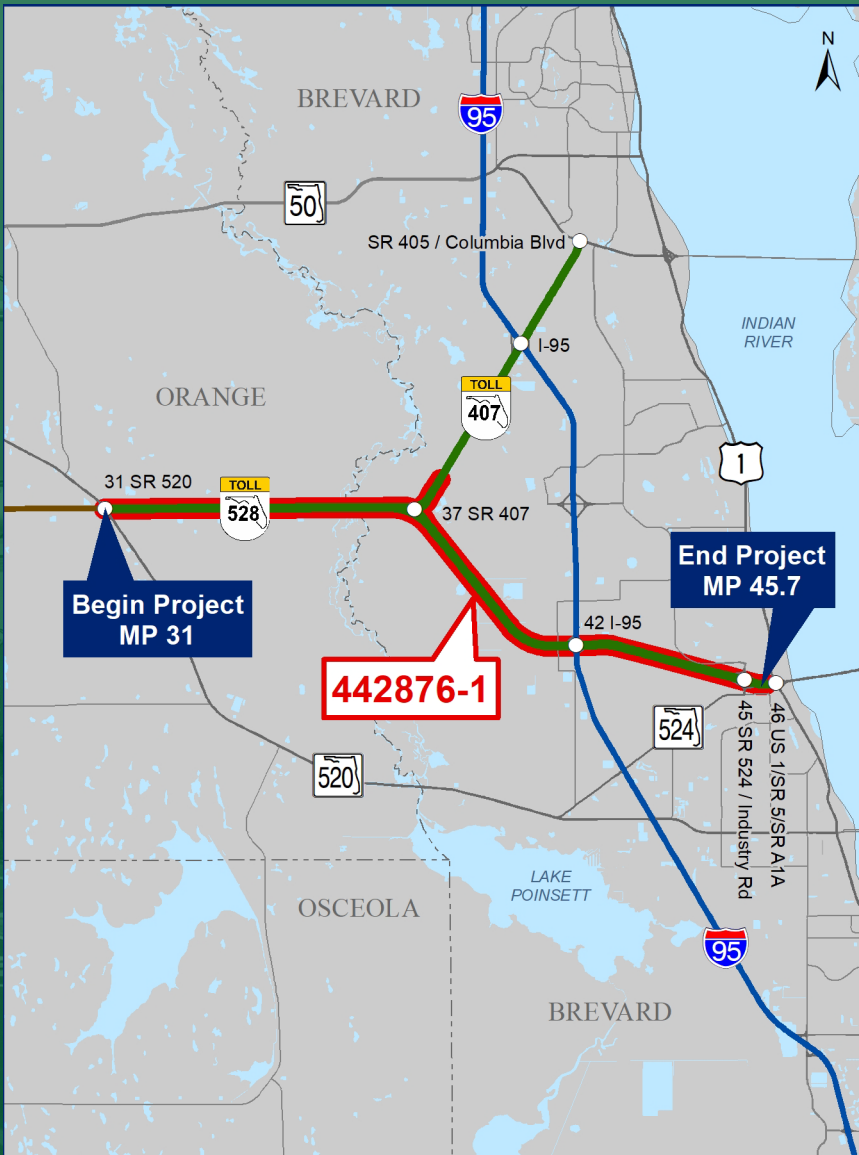 N
BREVARD
95
50
SR 405 / Columbia Blvd
INDIAN
RIVER
I-95
TOLL
407
ORANGE
1
31 SR 520
TOLL
528
37 SR 407
End Project
MP 45.7
Begin Project
MP 31
42 I-95
442876-1
524
45 SR 524 / Industry Rd
46 US 1/SR 5/SR A1A
520
LAKE
POINSETT
OSCEOLA
95
BREVARD